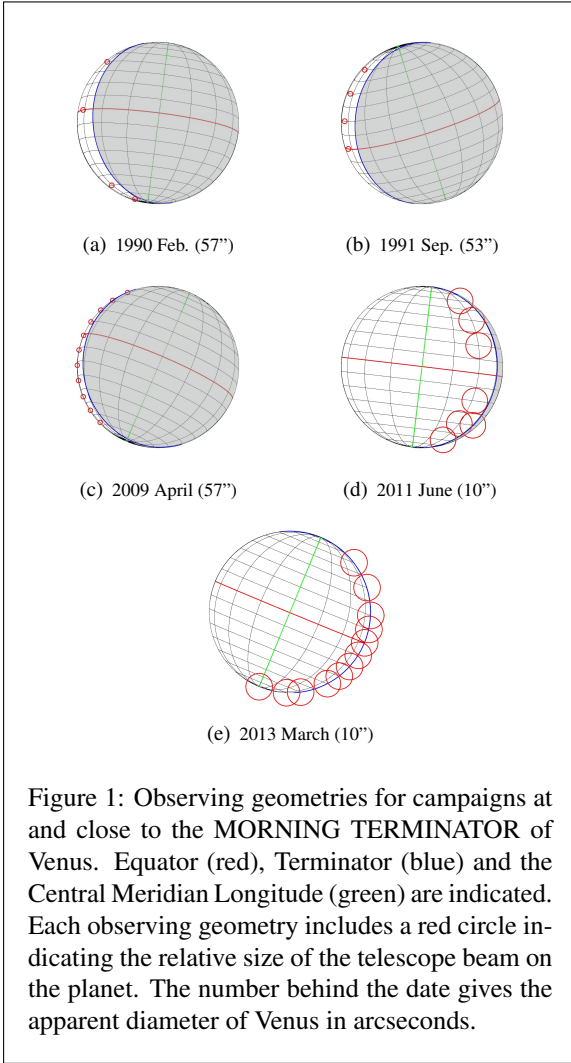 (a) 1990 Feb. (57”)
(b) 1991 Sep. (53”)
(c) 2009 April (57”)
(d) 2011 June (10”)
(e) 2013 March (10”)
Figure 1: Observing geometries for campaigns at
and close to the MORNING TERMINATOR of
Venus. Equator (red), Terminator (blue) and the
Central Meridian Longitude (green) are indicated.
Each observing geometry includes a red circle in-
dicating the relative size of the telescope beam on
the planet. The number behind the date gives the
apparent diameter of Venus in arcseconds.